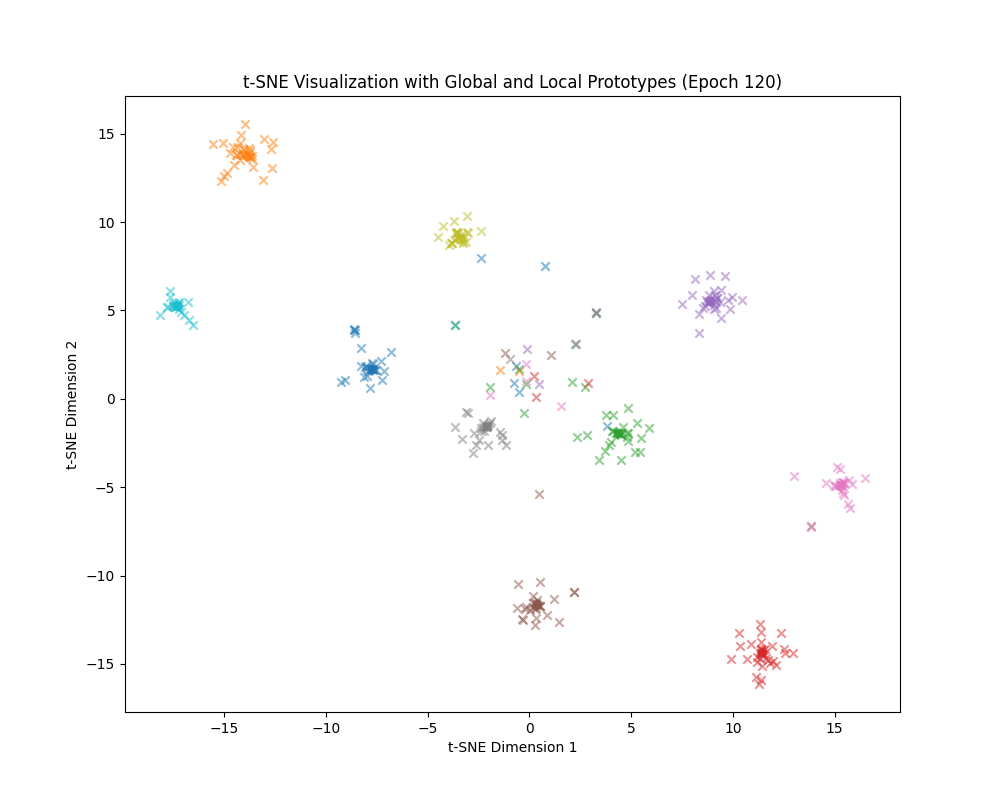 t-SNE Visualization with Global and Local Prototypes (Epoch 120)
15
10
5
0
−5
−10
−15
t-SNE Dimension 2
−15 −10 −5 0 5 10 15
t-SNE Dimension 1